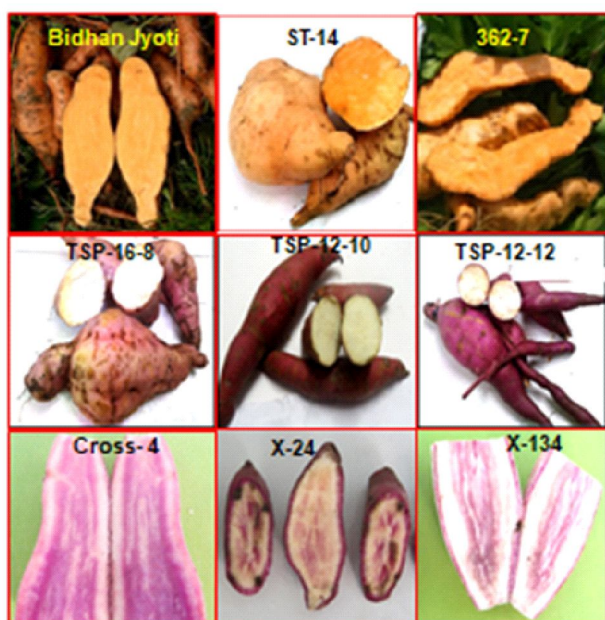 Bidhan Jyoti
ST-14
362-7
TSP-16-8
TSP-12-10
TSP-12-12
Cross- 4
X-24
X-134